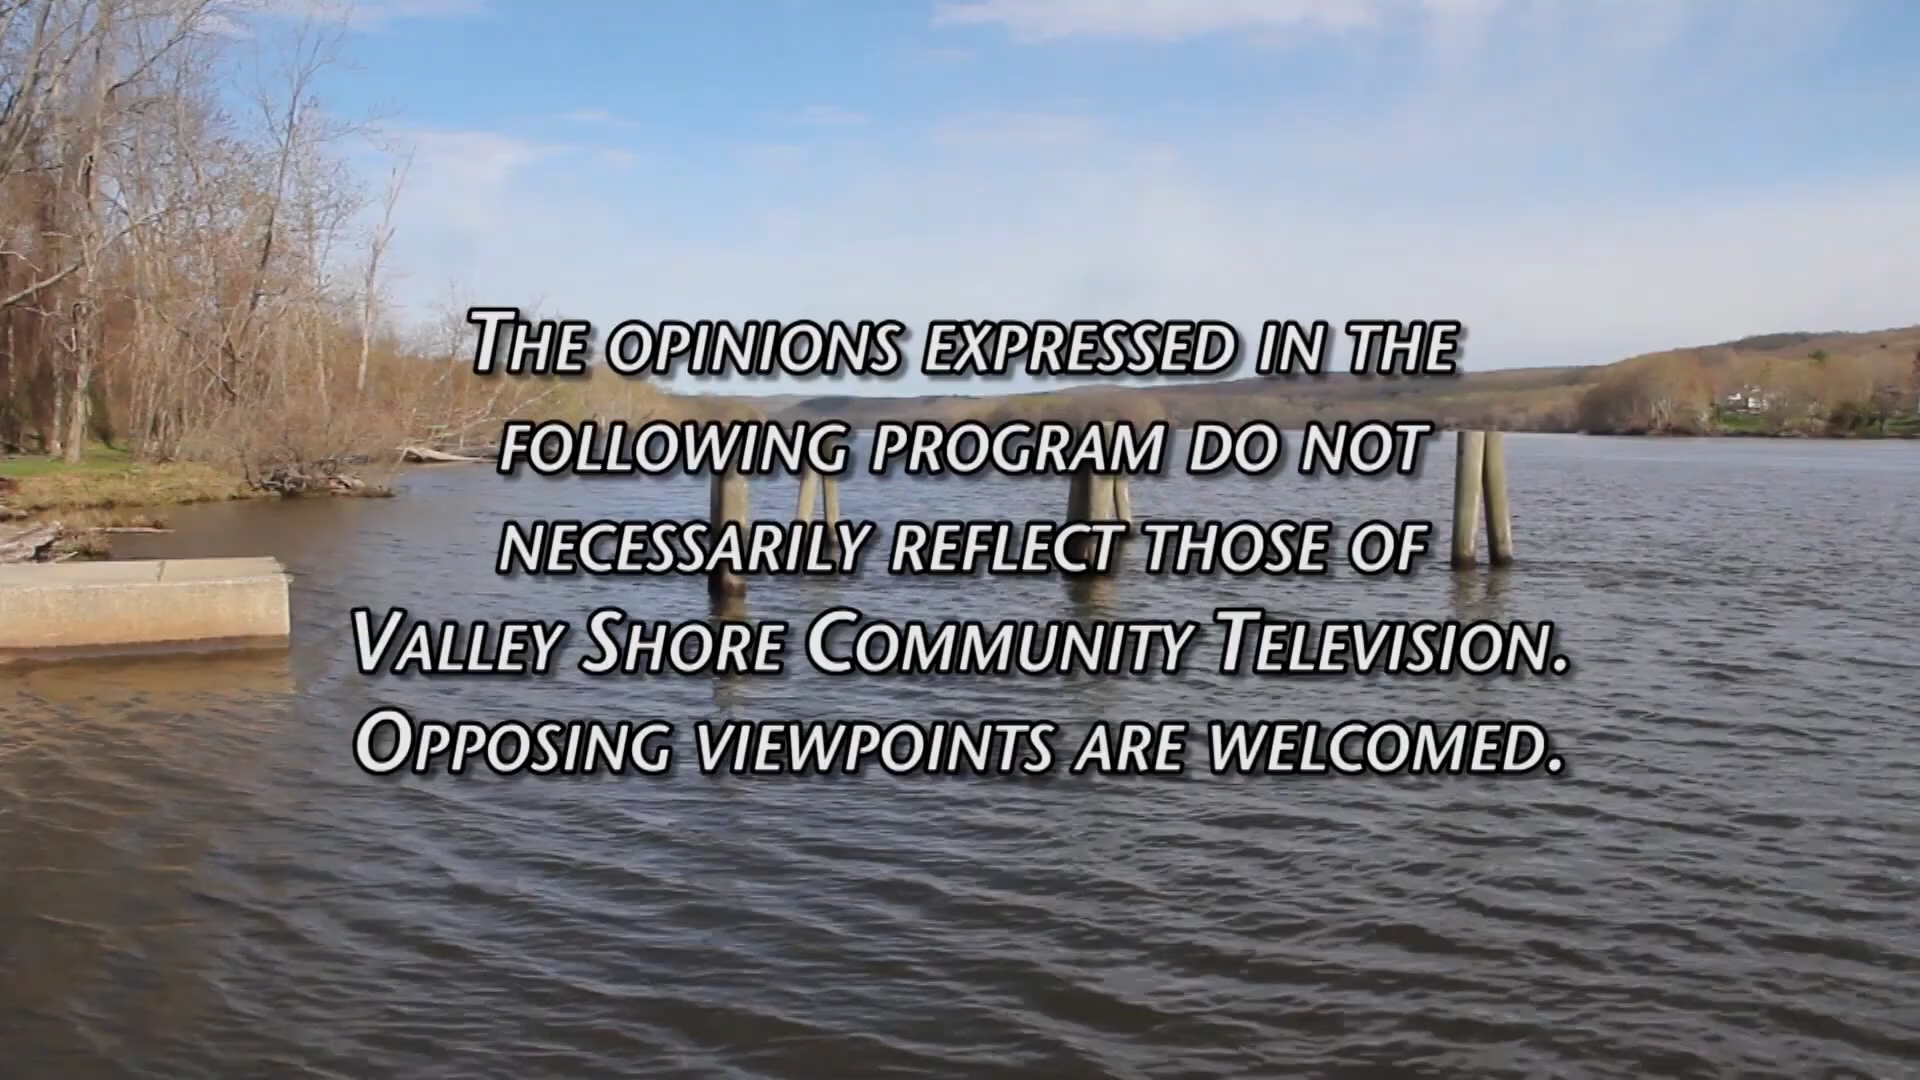 The opinions expressed in the
following program do not
necessarily reflect those of
Valley Shore Community Television.
Opposing viewpoints are welcomed.